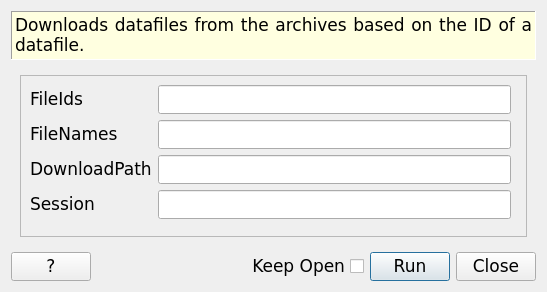 Downloads datafiles from the archives based on the ID of a
datafile.
FileIds
FileNames
DownloadPath
Session
? Keep Open Run Close